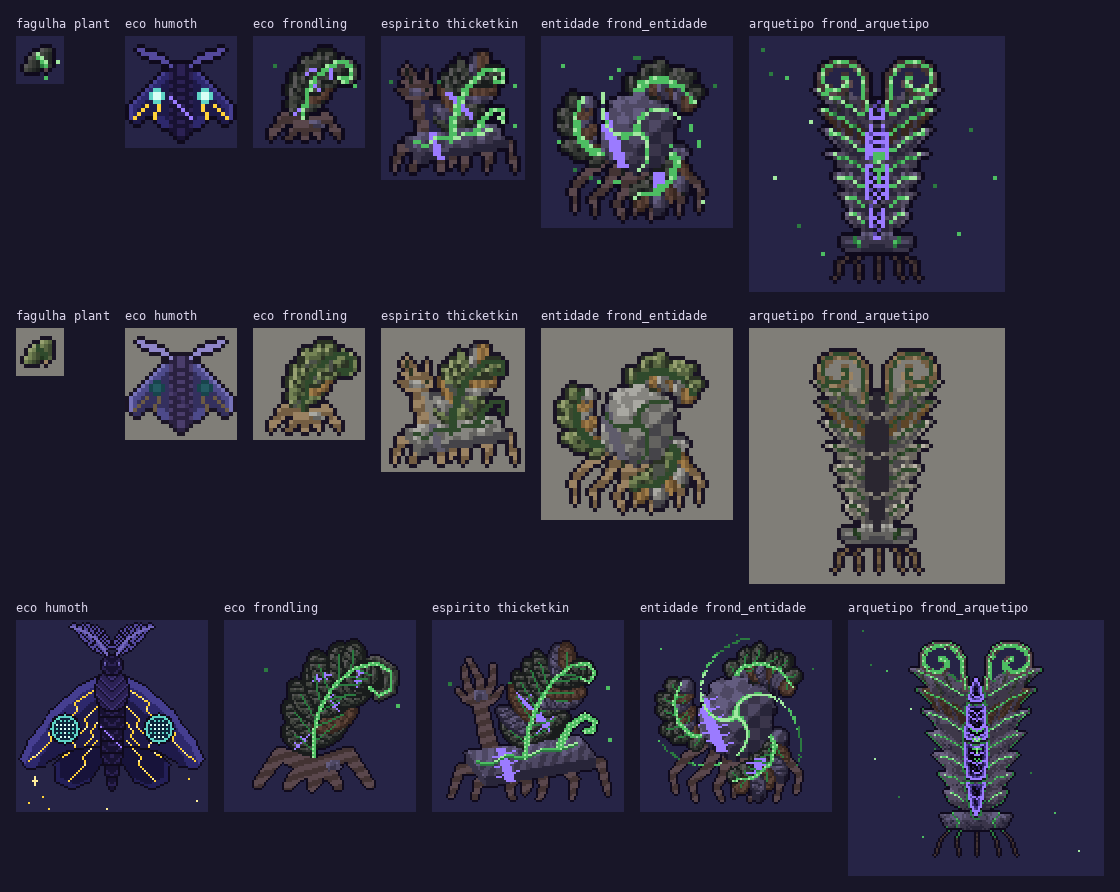 fagulha plant eco humoth eco frondling espirito thicketkin entidade frond_entidade arquetipo frond_arquetipo
fagulha plant eco humoth eco frondling espirito thicketkin entidade frond_entidade arquetipo frond_arquetipo
eco humoth eco frondling espirito thicketkin entidade frond_entidade arquetipo frond_arquetipo